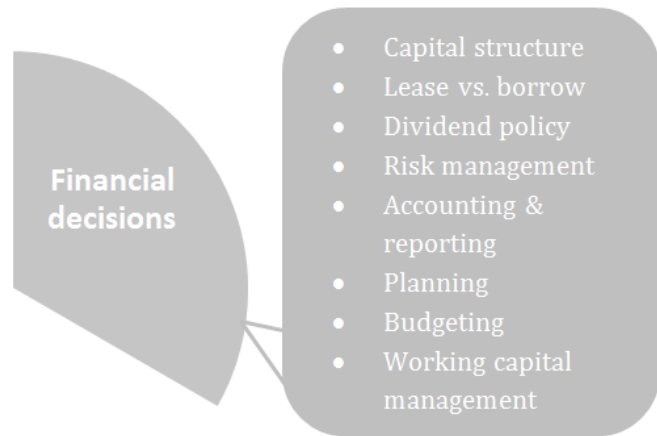 Financial
decisions
• Capital structure
• Lease vs. borrow
• Dividend policy
• Risk management
• Accounting &
reporting
• Planning
• Budgeting
• Working capital
management